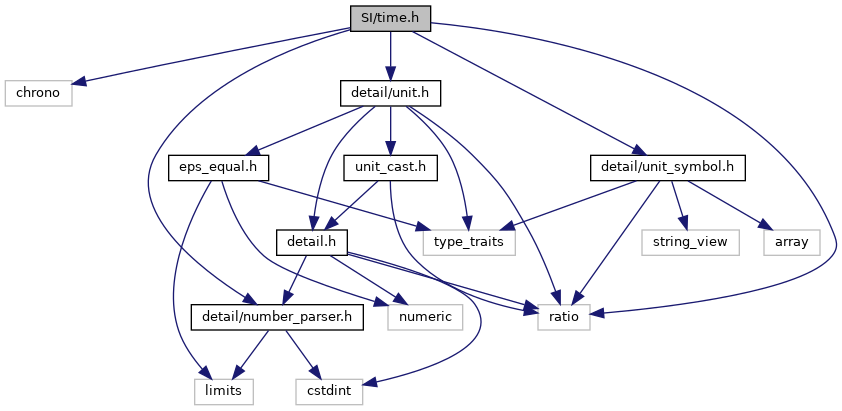 SI/time.h
chrono
detail/unit.h
eps_equal.h
unit_cast.h
detail/unit_symbol.h
detail.h
type_traits
string_view
array
detail/number_parser.h
numeric
ratio
limits
cstdint